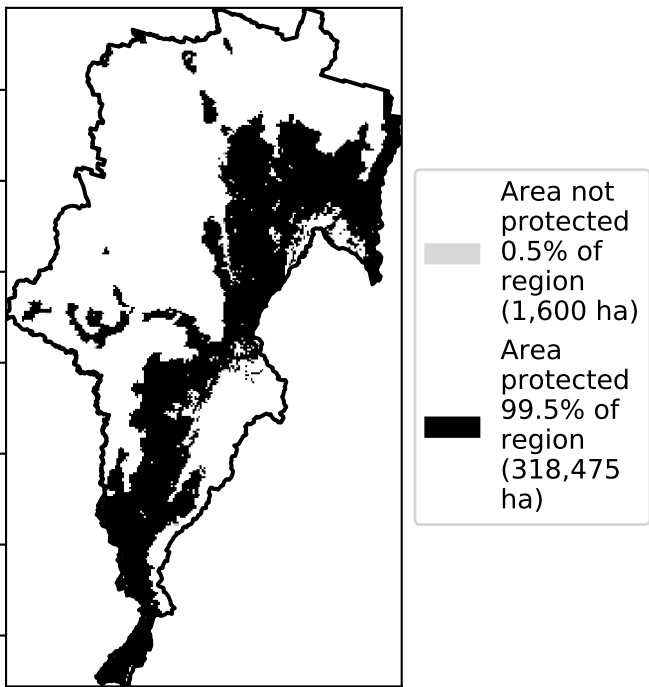 Area not
protected
0.5% of
region
(1,600 ha)
Area
protected
99.5% of
region
(318,475
ha)